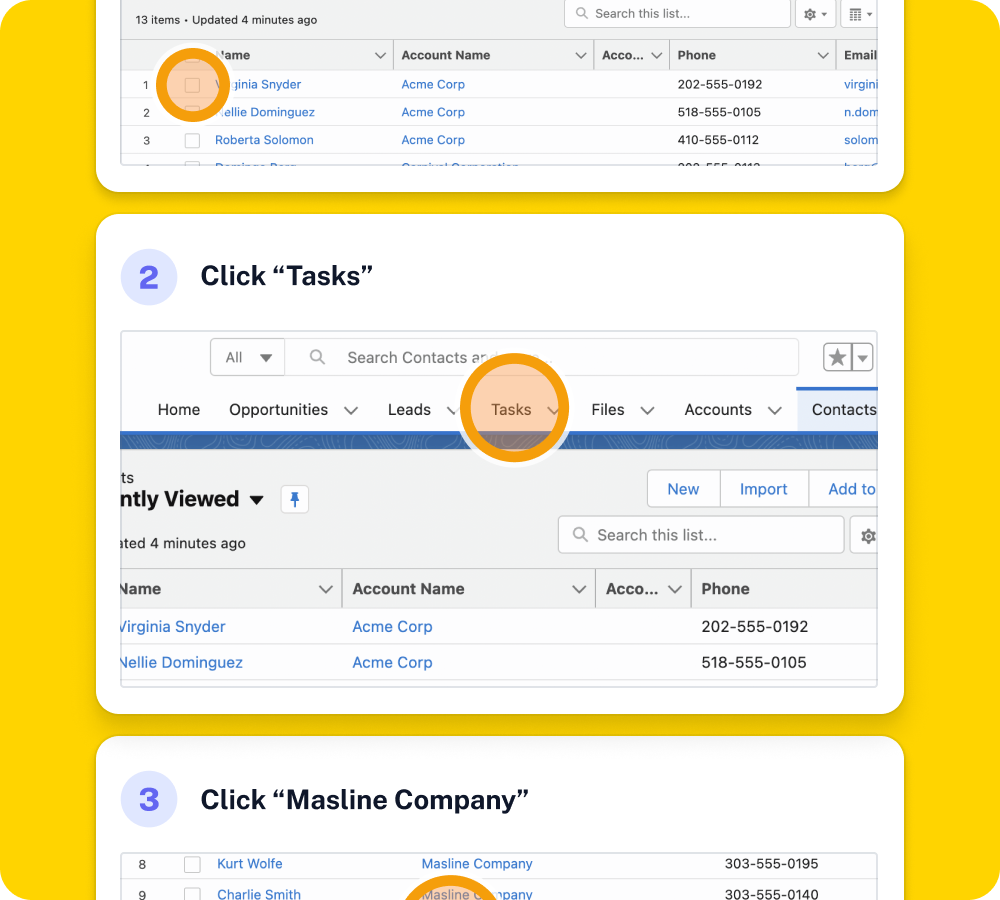 13 items • Updated 4 minutes ago
Search this list...
Name Account Name Acco... Phone Email
1 Virginia Snyder Acme Corp 202-555-0192 virgini
2 Nellie Dominguez Acme Corp 518-555-0105 n.dom
3 Roberta Solomon Acme Corp 410-555-0112 solom
2 Click “Tasks”
All Search Contacts and
Home Opportunities Leads Tasks Files Accounts Contacts
ts
ntly Viewed
New Import Add to
ated 4 minutes ago
Search this list...
Name Account Name Acco... Phone
Virginia Snyder Acme Corp 202-555-0192
Nellie Dominguez Acme Corp 518-555-0105
3 Click “Masline Company”
8 Kurt Wolfe Masline Company 303-555-0195
9 Charlie Smith Masline Company 303-555-0140